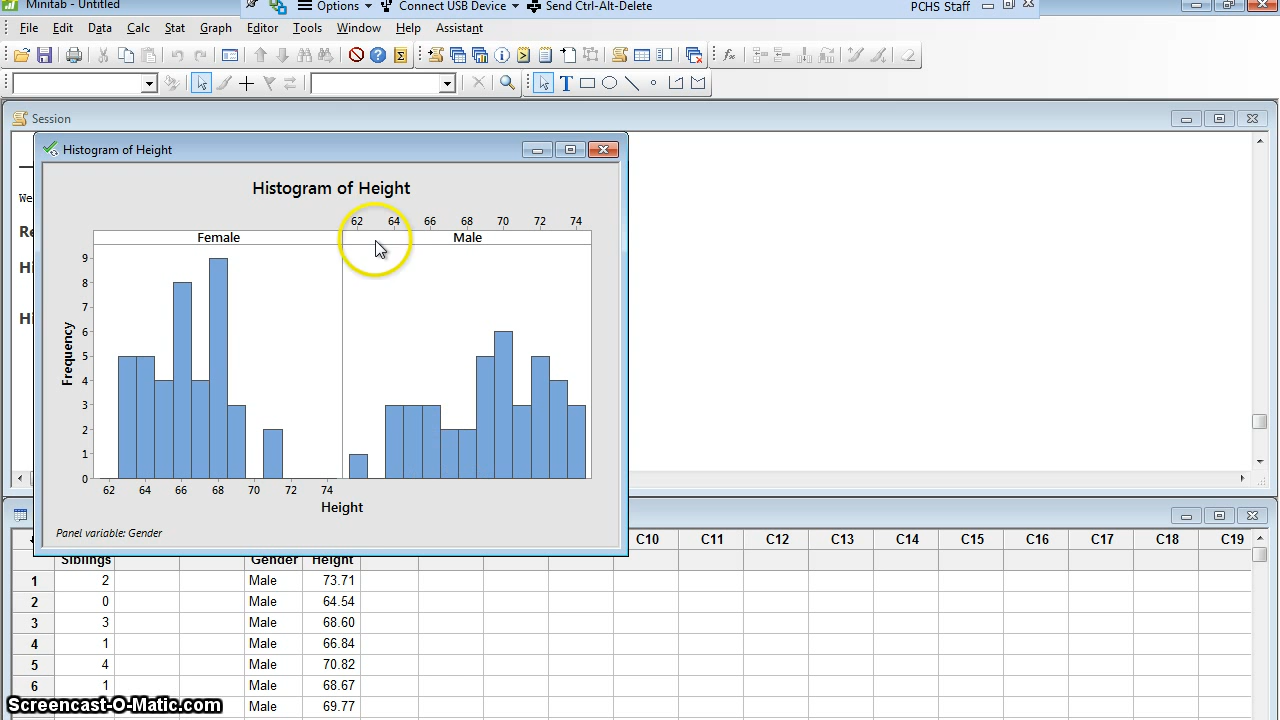 Minitab - Untitled
Options
Connect USB Device
Send Ctrl-Alt-Delete
PCHS Staff
File Edit Data Calc Stat Graph Editor Tools Window Help Assistant
Session
Histogram of Height
We
Re
Hi
Hi
Histogram of Height
62 64 66 68 70 72 74
Female Male
9
8
7
6
5
4
3
2
1
0
Frequency
62 64 66 68 70 72 74
Height
Panel variable: Gender
C10 C11 C12 C13 C14 C15 C16 C17 C18 C19
Siblings Gender Height
1 2 Male 73.71
2 0 Male 64.54
3 3 Male 68.60
4 1 Male 66.84
5 4 Male 70.82
6 1 Male 68.67
Male 69.77
Screencast-O-Matic.com